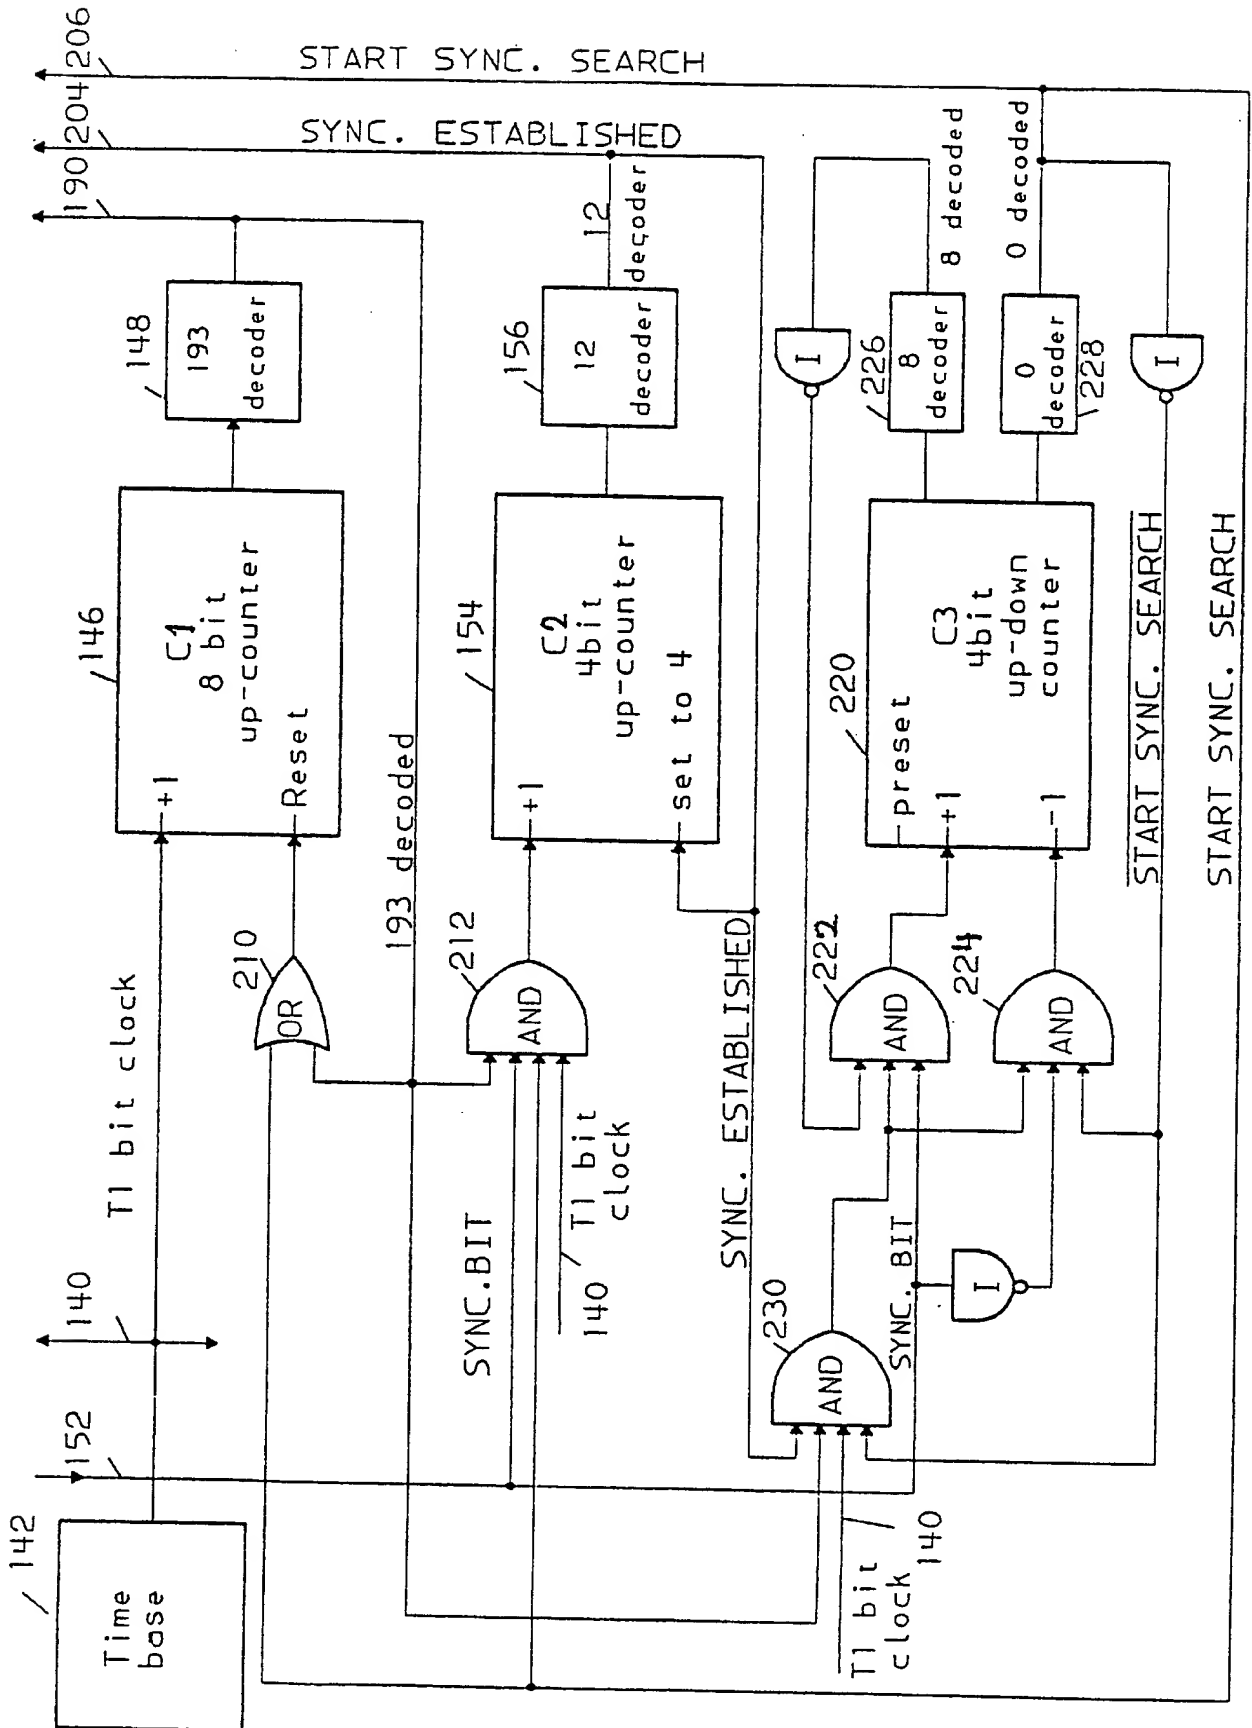 142
Time
base
152
140
T1 bit clock
146
C1
8 bit
up-counter
+1
Reset
148
193
decoder
190
204
206
START SYNC. SEARCH
SYNC. ESTABLISHED
210
OR
193 decoded
212
AND
SYNC.BIT
140
T1 bit
clock
154
C2
4bit
up-counter
+1
set to 4
156
12
decoder
12
decoder
SYNC. ESTABLISHED
230
AND
T1 bit
clock
140
SYNC. BIT
I
222
AND
224
AND
220
C3
4bit
up-down
counter
preset
+1
-1
I
226
8
decoder
8 decoded
0
decoder
228
0 decoded
I
START SYNC. SEARCH
START SYNC. SEARCH